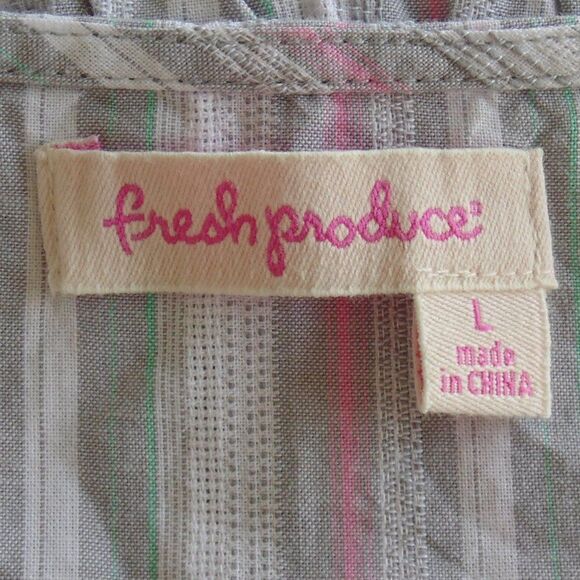 fresh produce
L
made
in CHINA